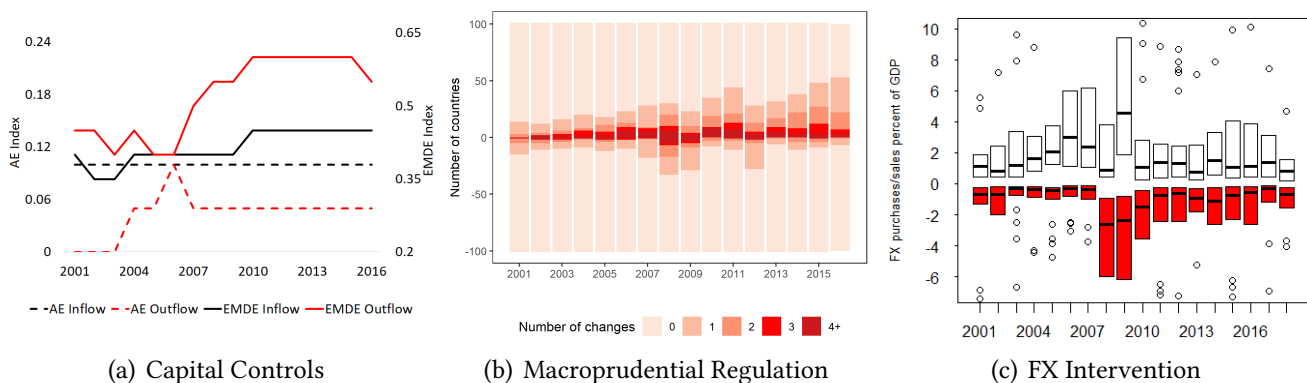 AE Index
0.24
0.18
0.12
0.06
0
EMDE Index
0.65
0.5
0.35
0.2
2001 2004 2007 2010 2013 2016
AE Inflow AE Outflow EMDE Inflow EMDE Outflow
(a) Capital Controls
Number of countries
100
50
0
-50
-100
2001 2003 2005 2007 2009 2011 2013 2015
Number of changes 0 1 2 3 4+
(b) Macroprudential Regulation
FX purchases/sales percent of GDP
10
8
6
4
2
0
-2
-4
-6
2001 2004 2007 2010 2013 2016
(c) FX Intervention